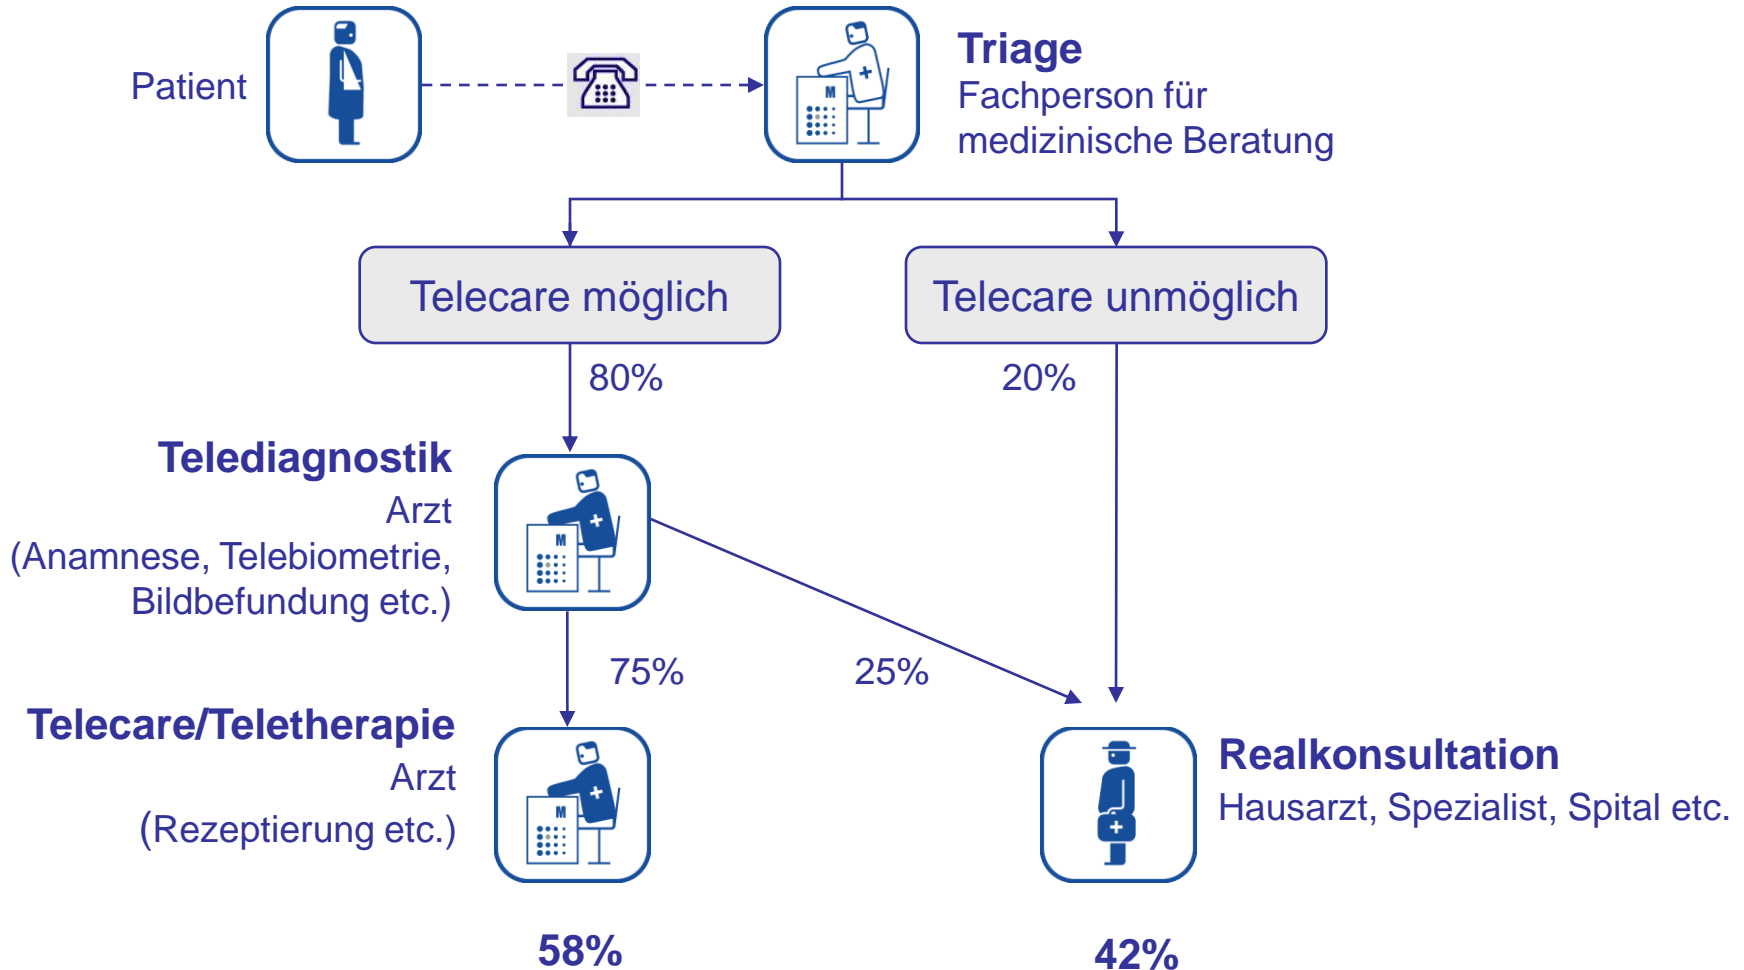 Patient
Triage
Fachperson für
medizinische Beratung
M
Telecare möglich
Telecare unmöglich
80%
20%
Telediagnostik
Arzt
(Anamnese, Telebiometrie,
Bildbefundung etc.)
M
75%
25%
Telecare/Teletherapie
Arzt
(Rezeptierung etc.)
M
Realkonsultation
Hausarzt, Spezialist, Spital etc.
58%
42%